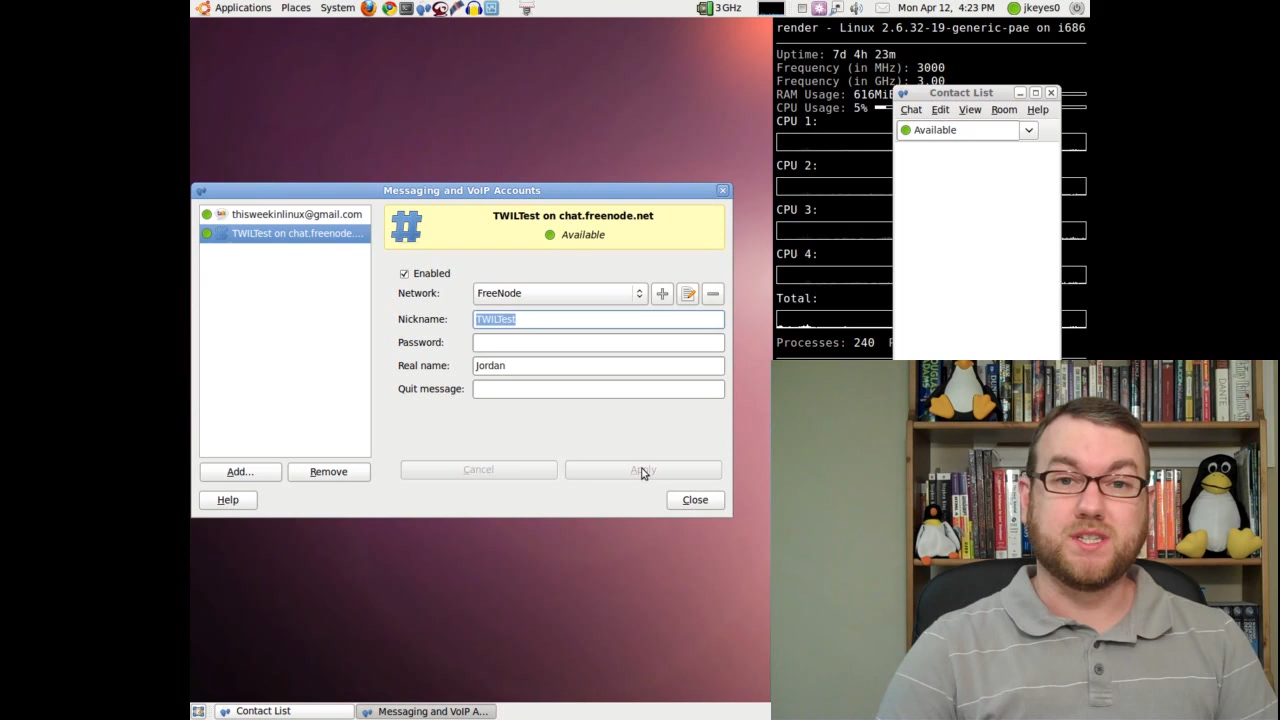 Applications Places System
3 GHz
Mon Apr 12, 4:23 PM
jkeyes0
render - Linux 2.6.32-19-generic-pae on i686
Uptime: 7d 4h 23m
Frequency (in MHz): 3000
Frequency (in GHz): 3.00
RAM Usage: 616MiB
CPU Usage: 5%
CPU 1:
CPU 2:
CPU 3:
CPU 4:
Total:
Processes: 240
Contact List
Chat Edit View Room Help
Available
Messaging and VoIP Accounts
thisweekinlinux@gmail.com
TWILTest on chat.freenode....
TWILTest on chat.freenode.net
Available
Enabled
Network: FreeNode
Nickname: TWILTest
Password:
Real name: Jordan
Quit message:
Add... Remove
Cancel Apply
Help Close
DANTE
Contact List
Messaging and VoIP A...